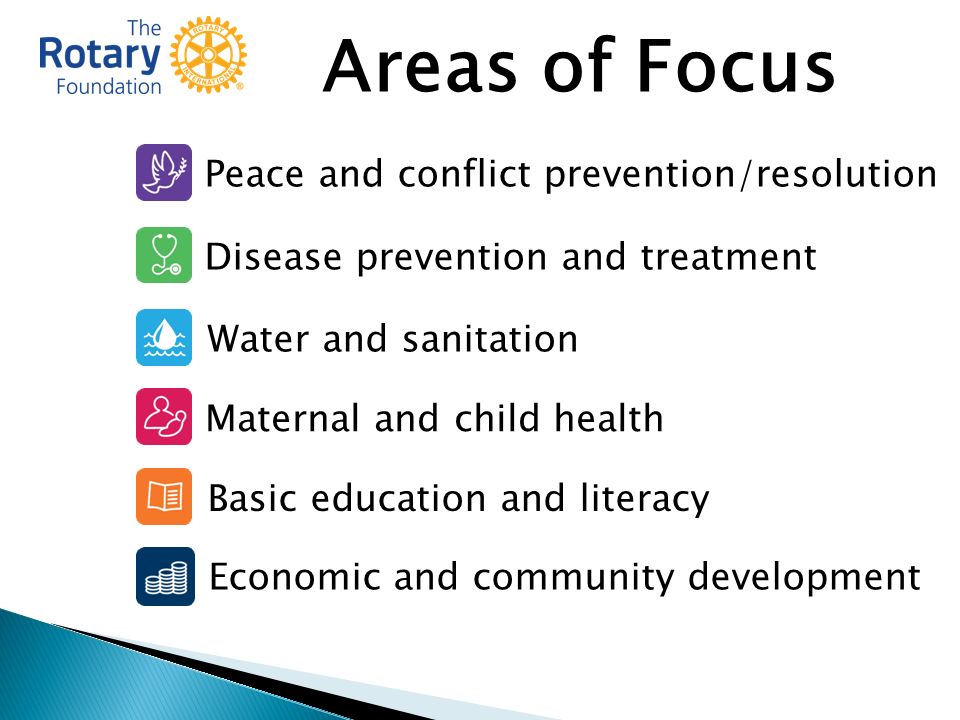 The
Rotary
Foundation
ROTARY
INTERNATIONAL
®
Areas of Focus
Peace and conflict prevention/resolution
Disease prevention and treatment
Water and sanitation
Maternal and child health
Basic education and literacy
Economic and community development